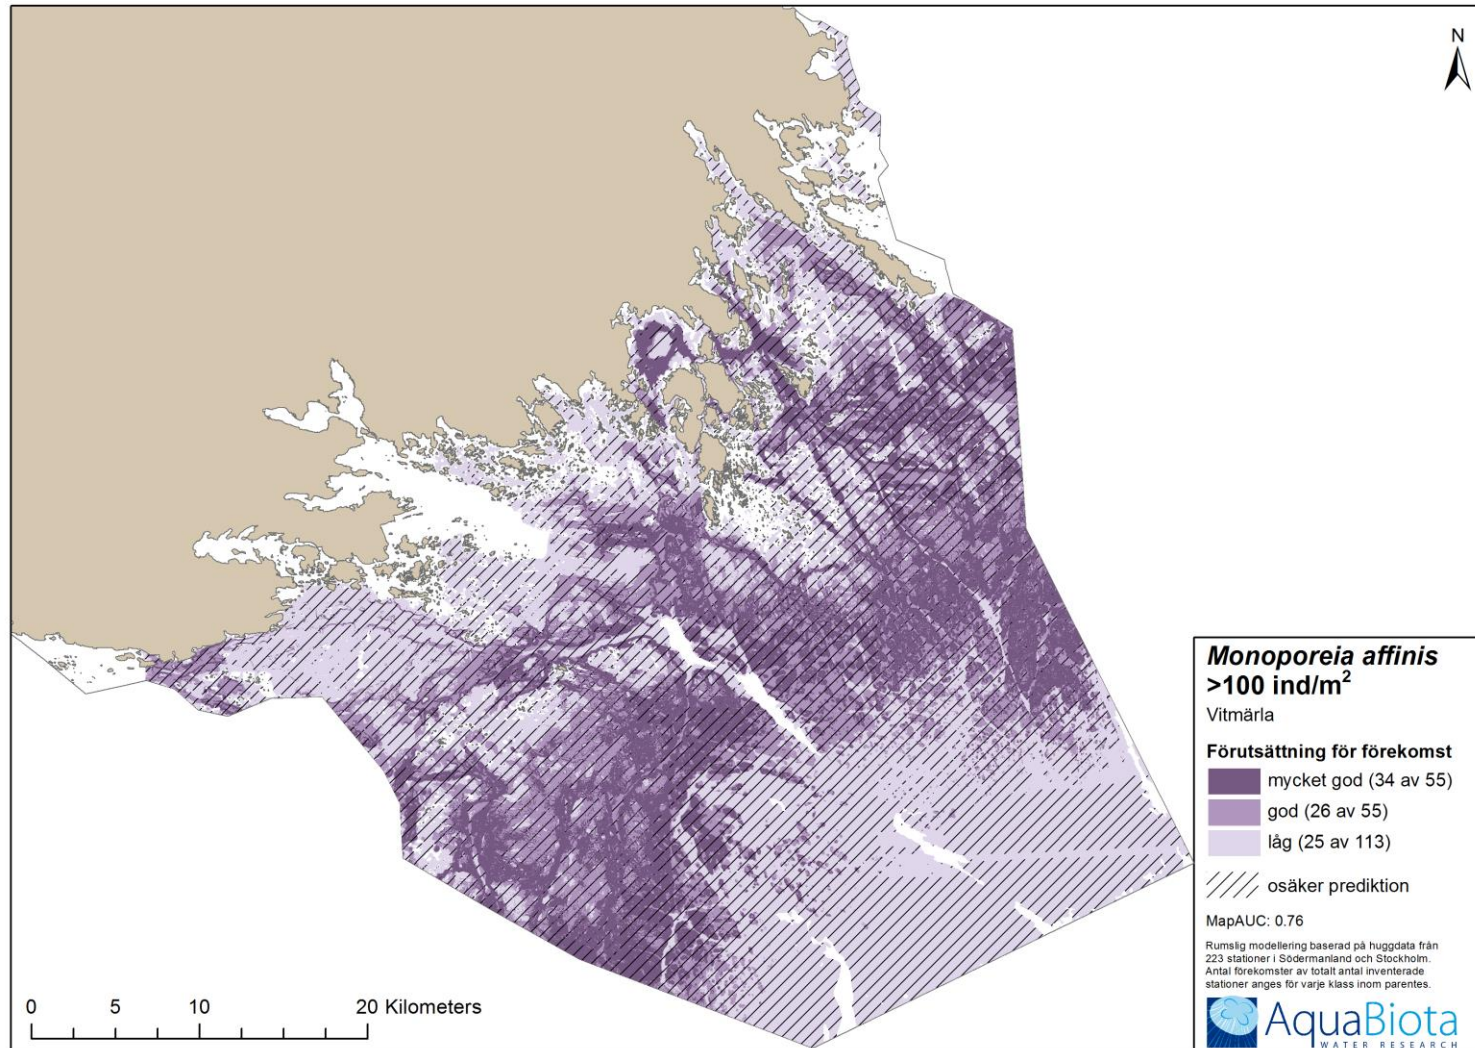 N
Monoporeia affinis
>100 ind/m²
Vitmärla
Förutsättning för förekomst
mycket god (34 av 55)
god (26 av 55)
låg (25 av 113)
osäker prediktion
MapAUC: 0.76
Rumslig modellering baserad på huggdata från
223 stationer i Södermanland och Stockholm.
Antal förekomster av totalt antal inventerade
stationer anges för varje klass inom parentes.
AquaBiota
WATER RESEARCH
0 5 10 20 Kilometers